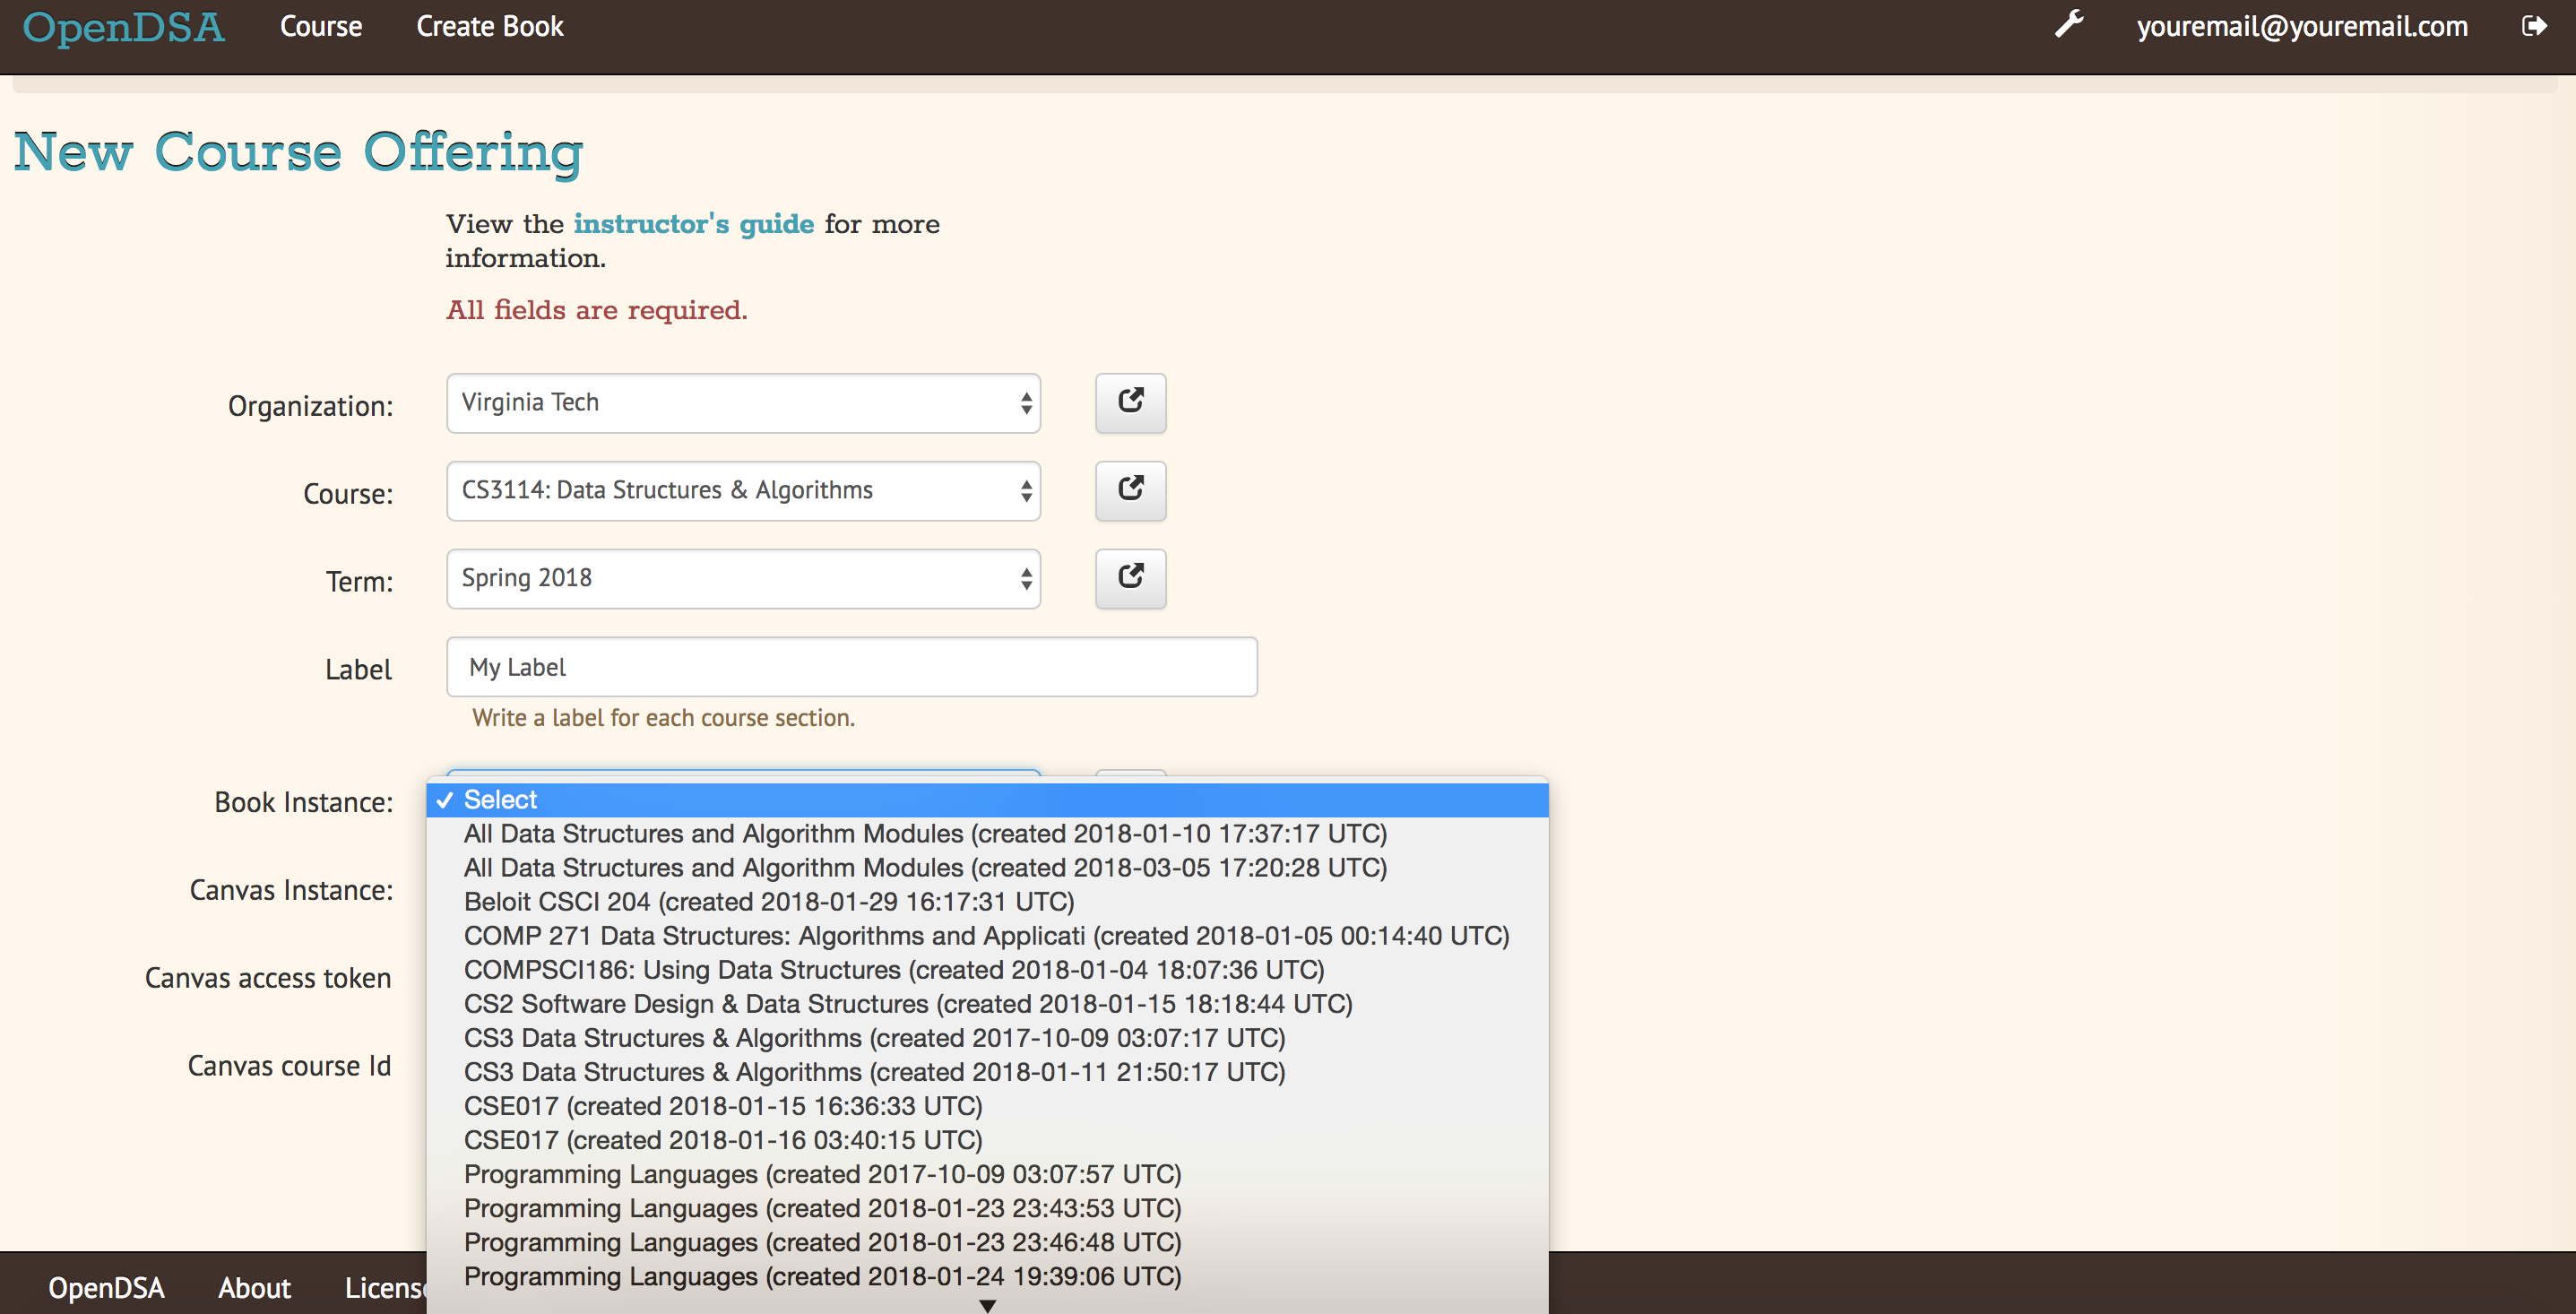 OpenDSA Course Create Book youremail@youremail.com
New Course Offering
View the instructor's guide for more
information.
All fields are required.
Organization: Virginia Tech
Course: CS3114: Data Structures & Algorithms
Term: Spring 2018
Label My Label
Write a label for each course section.
Book Instance: ✓ Select
All Data Structures and Algorithm Modules (created 2018-01-10 17:37:17 UTC)
All Data Structures and Algorithm Modules (created 2018-03-05 17:20:28 UTC)
Canvas Instance: Beloit CSCI 204 (created 2018-01-29 16:17:31 UTC)
COMP 271 Data Structures: Algorithms and Applicati (created 2018-01-05 00:14:40 UTC)
Canvas access token COMPSCI186: Using Data Structures (created 2018-01-04 18:07:36 UTC)
CS2 Software Design & Data Structures (created 2018-01-15 18:18:44 UTC)
CS3 Data Structures & Algorithms (created 2017-10-09 03:07:17 UTC)
Canvas course Id CS3 Data Structures & Algorithms (created 2018-01-11 21:50:17 UTC)
CSE017 (created 2018-01-15 16:36:33 UTC)
CSE017 (created 2018-01-16 03:40:15 UTC)
Programming Languages (created 2017-10-09 03:07:57 UTC)
Programming Languages (created 2018-01-23 23:43:53 UTC)
Programming Languages (created 2018-01-23 23:46:48 UTC)
Programming Languages (created 2018-01-24 19:39:06 UTC)
OpenDSA About License